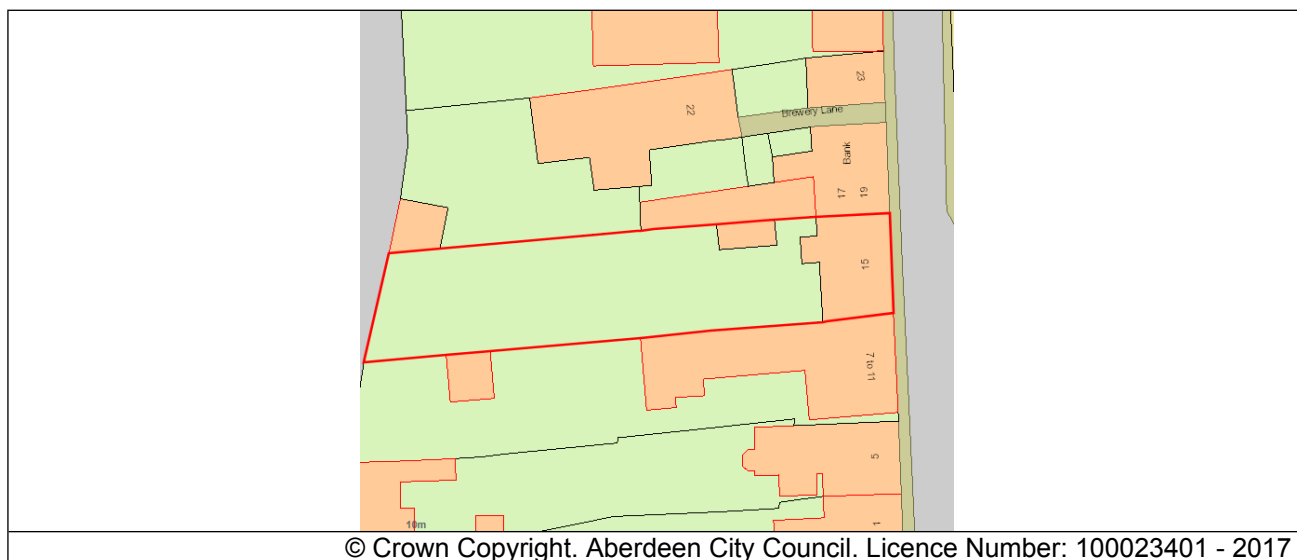 23
22
Brewery Lane
Bank
17
19
15
7 to 11
5
10m
1
© Crown Copyright. Aberdeen City Council. Licence Number: 100023401 - 2017